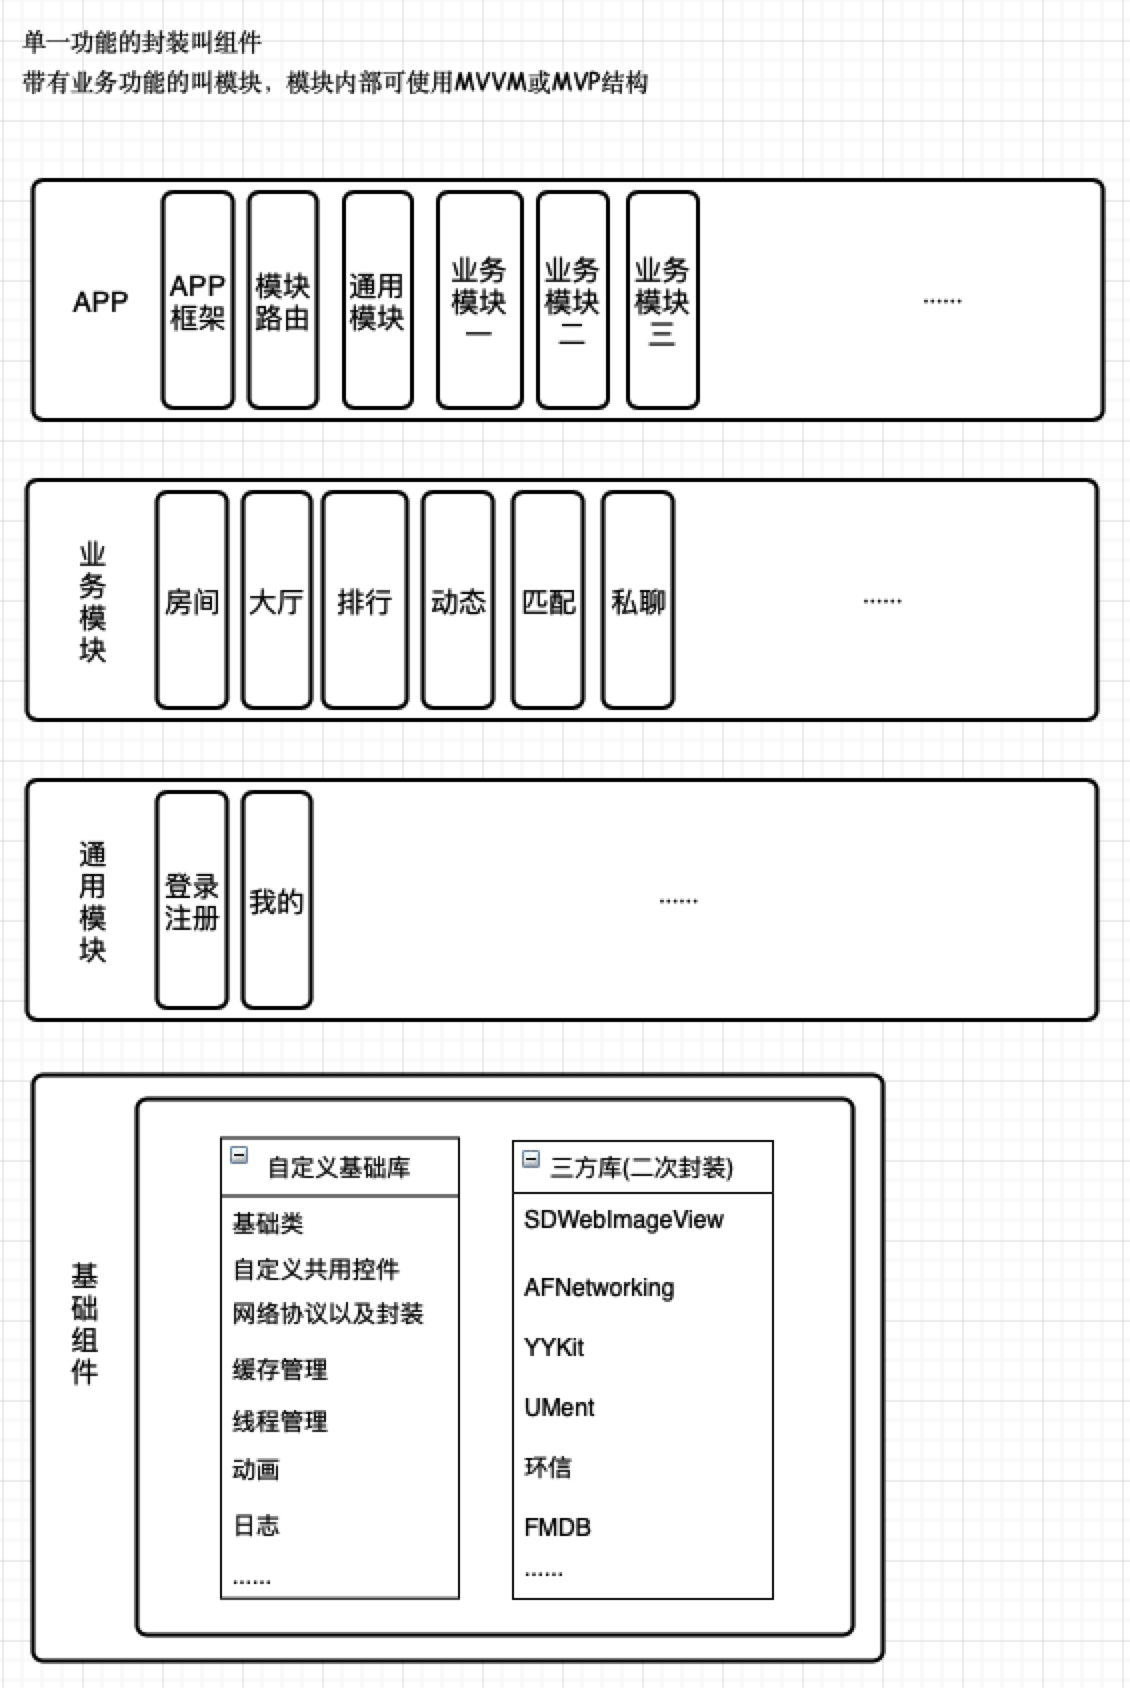 单一功能的封装叫组件
带有业务功能的叫模块，模块内部可使用MVVM或MVP结构
APP
APP
框架
模块
路由
通用
模块
业务
模块
一
业务
模块
二
业务
模块
三
......
业
务
模
块
房间
大厅
排行
动态
匹配
私聊
......
通
用
模
块
登录
注册
我的
......
基
础
组
件
自定义基础库
基础类
自定义共用控件
网络协议以及封装
缓存管理
线程管理
动画
日志
......
三方库(二次封装)
SDWebImageView
AFNetworking
YYKit
UMent
环信
FMDB
......